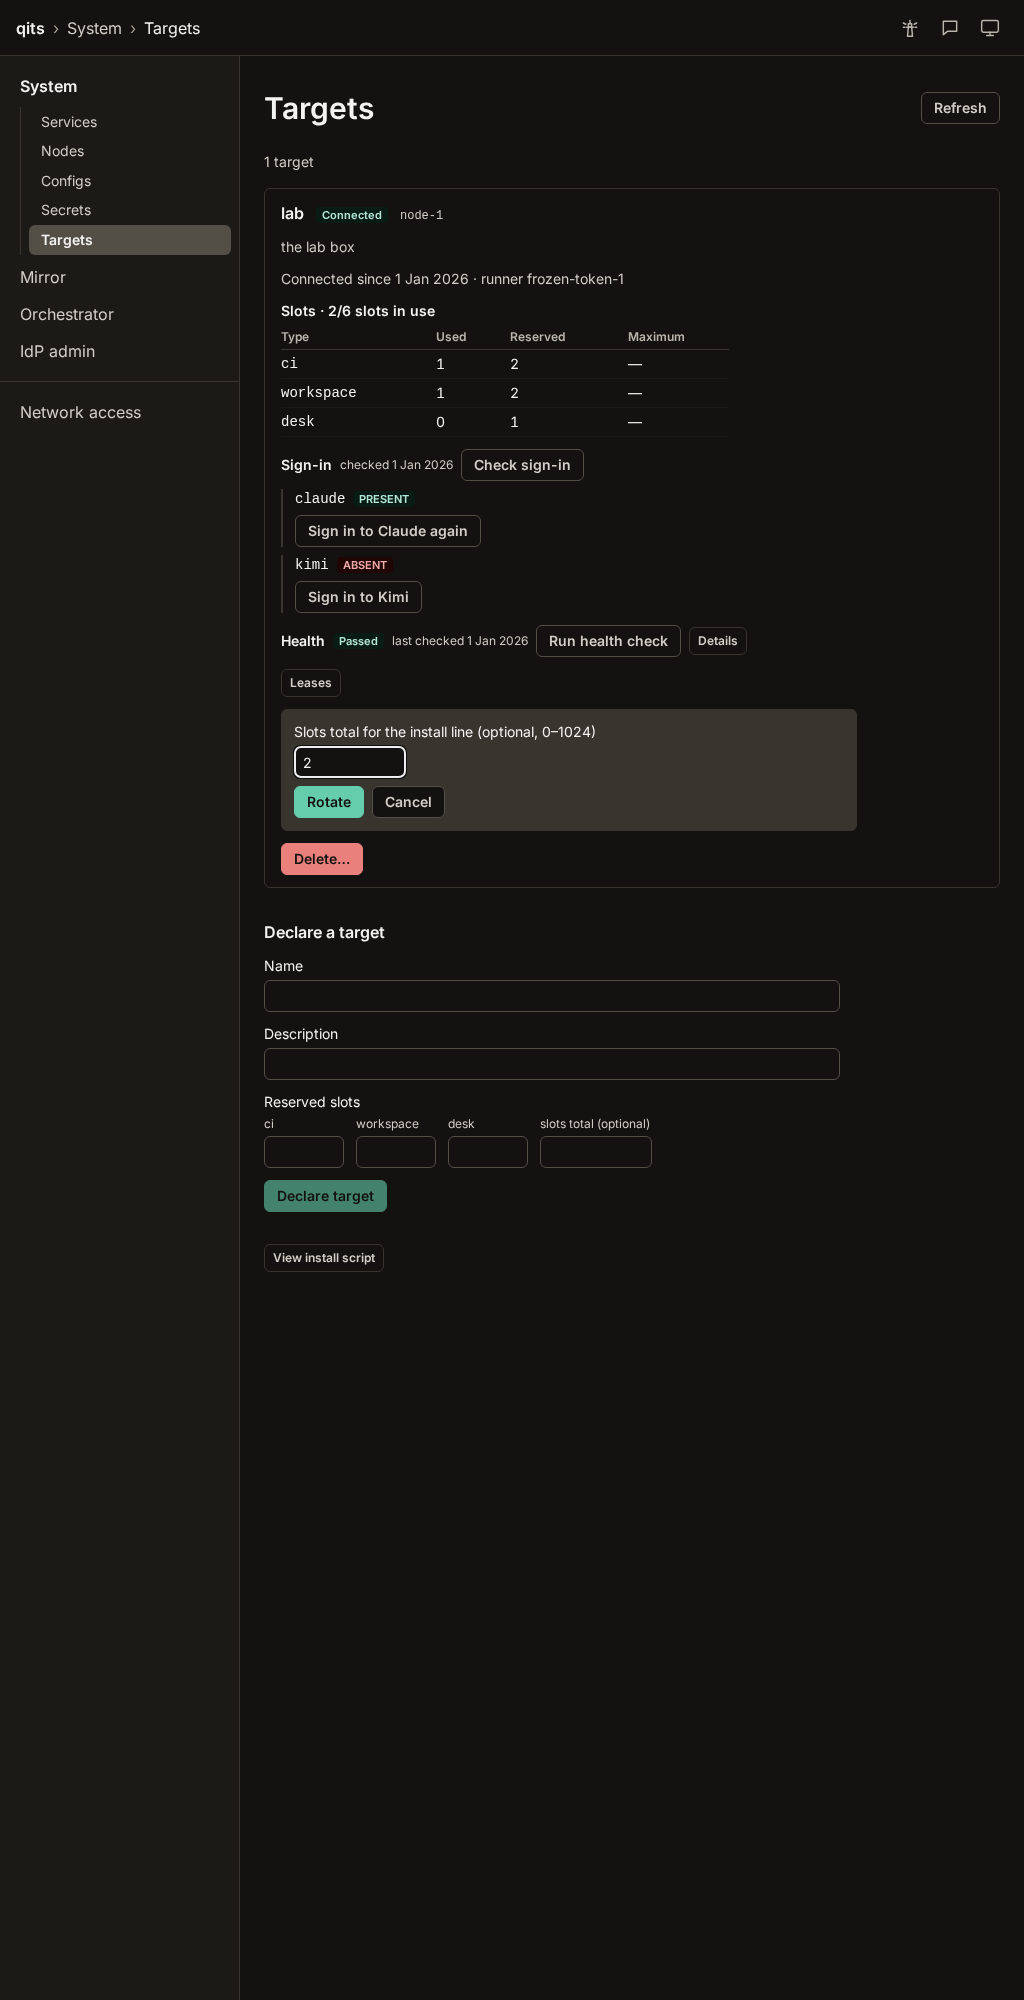 qits › System › Targets
System
Services
Nodes
Configs
Secrets
Targets
Mirror
Orchestrator
IdP admin
Network access
Targets
Refresh
1 target
lab Connected node-1
the lab box
Connected since 1 Jan 2026 · runner frozen-token-1
Slots · 2/6 slots in use
Type Used Reserved Maximum
ci 1 2 —
workspace 1 2 —
desk 0 1 —
Sign-in checked 1 Jan 2026 Check sign-in
claude PRESENT
Sign in to Claude again
kimi ABSENT
Sign in to Kimi
Health Passed last checked 1 Jan 2026 Run health check Details
Leases
Slots total for the install line (optional, 0–1024)
2
Rotate Cancel
Delete…
Declare a target
Name
Description
Reserved slots
ci workspace desk slots total (optional)
Declare target
View install script